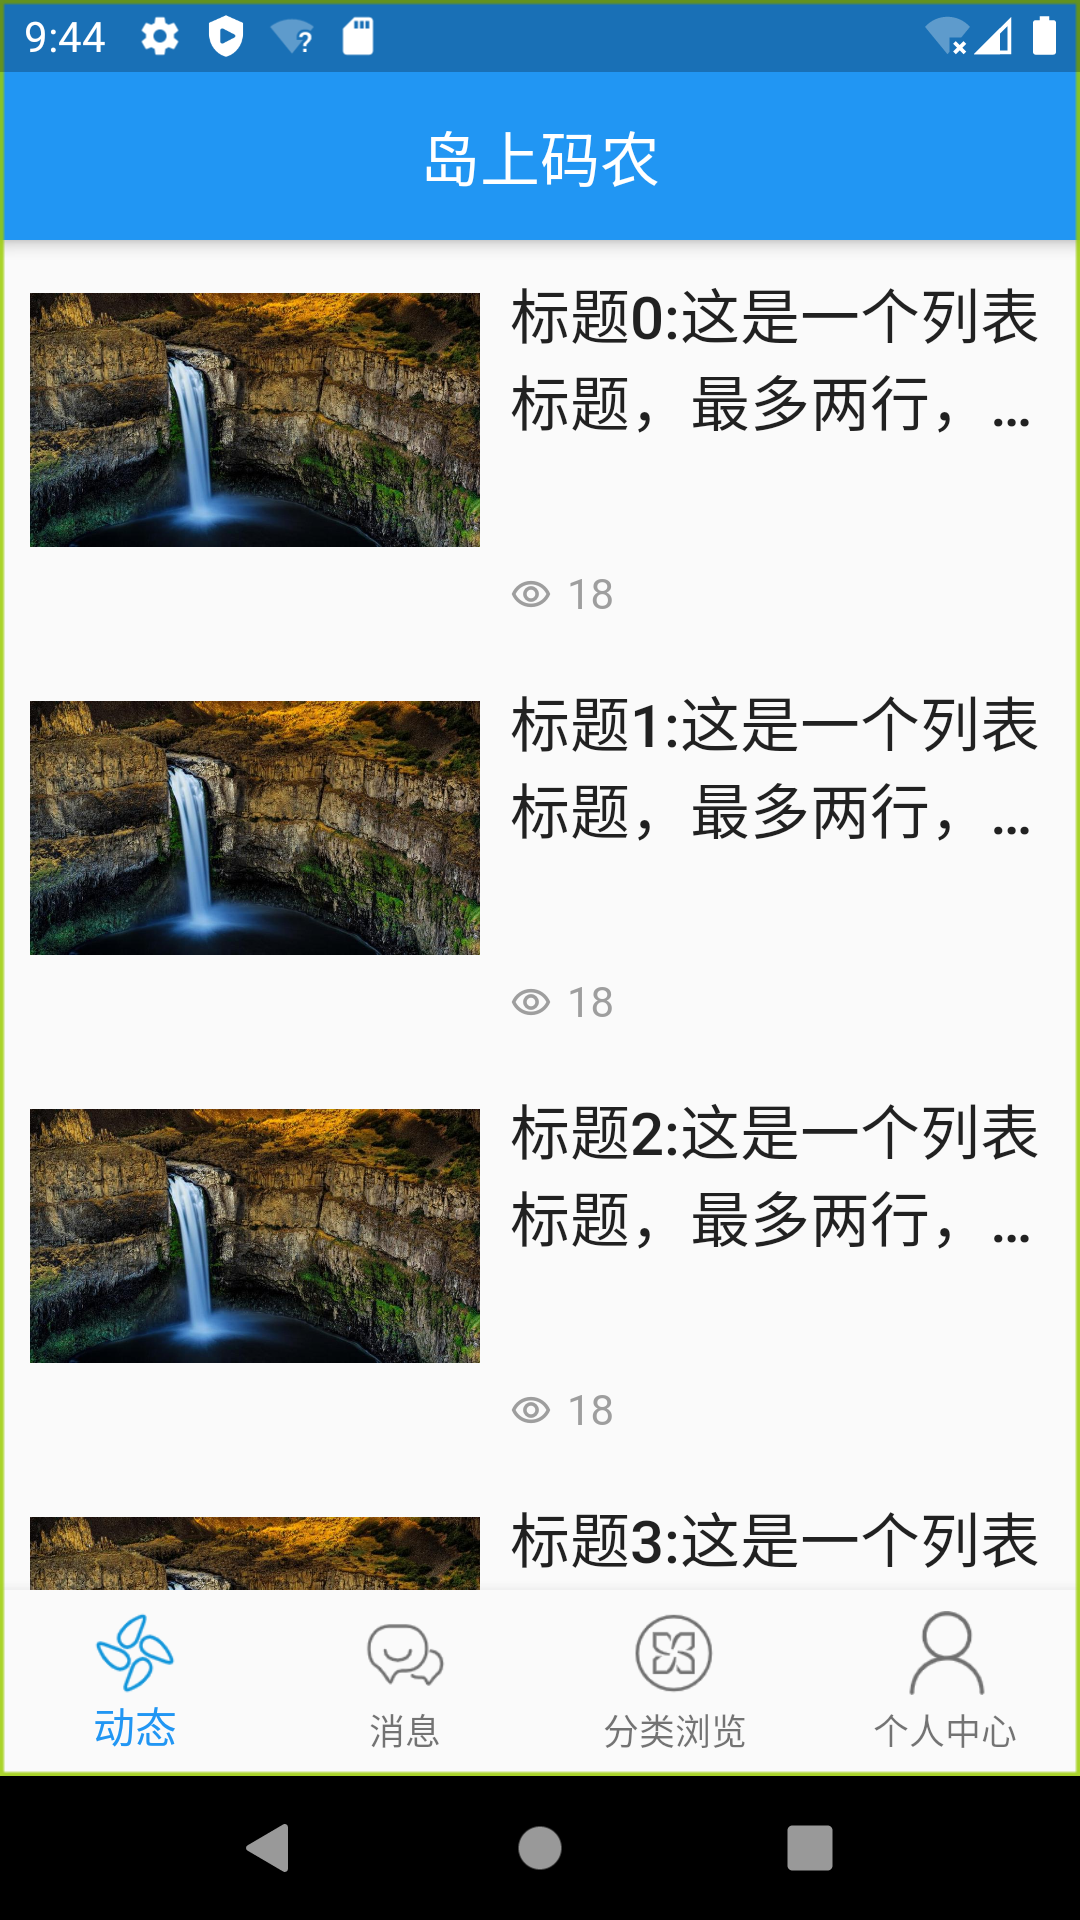 9:44
岛上码农
标题0:这是一个列表
标题，最多两行，...
18
标题1:这是一个列表
标题，最多两行，...
18
标题2:这是一个列表
标题，最多两行，...
18
标题3:这是一个列表
动态
消息
分类浏览
个人中心